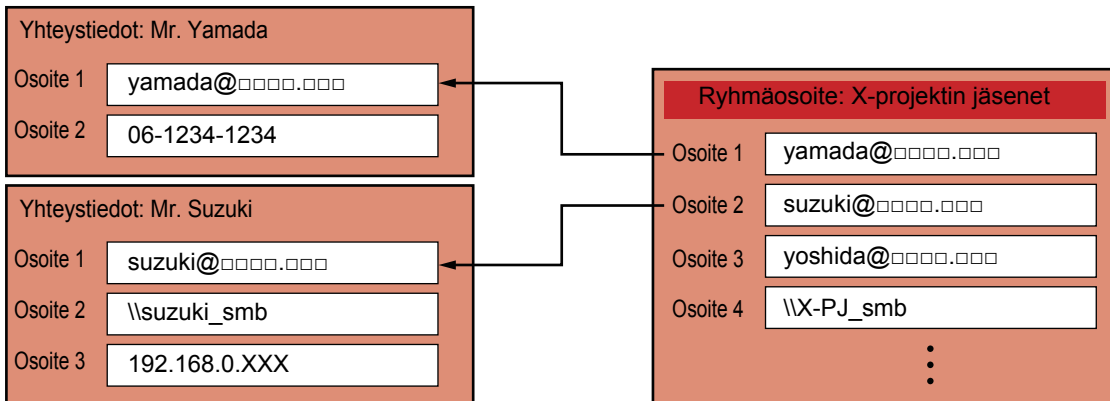 Yhteystiedot: Mr. Yamada
Osoite 1 yamada@□□□□.□□□
Osoite 2 06-1234-1234
Yhteystiedot: Mr. Suzuki
Osoite 1 suzuki@□□□□.□□□
Osoite 2 \\suzuki_smb
Osoite 3 192.168.0.XXX
Ryhmäosoite: X-projektin jäsenet
Osoite 1 yamada@□□□□.□□□
Osoite 2 suzuki@□□□□.□□□
Osoite 3 yoshida@□□□□.□□□
Osoite 4 \\X-PJ_smb